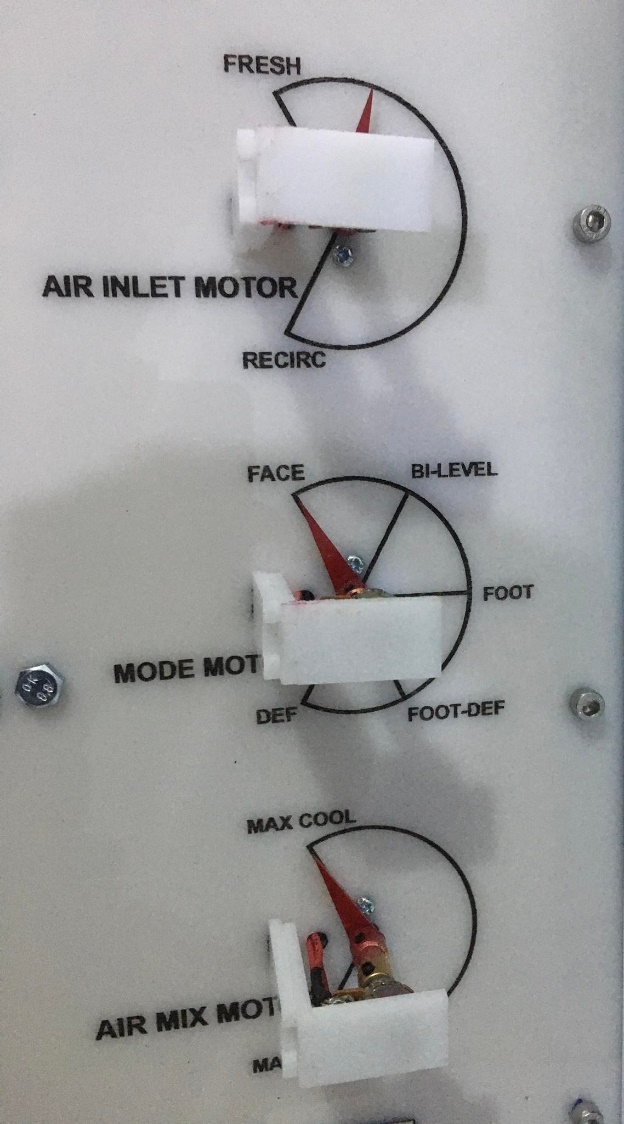 FRESH
AIR INLET MOTOR
RECIRC
FACE
BI-LEVEL
FOOT
MODE MOT
DEF
FOOT-DEF
MAX COOL
AIR MIX MOT
MA